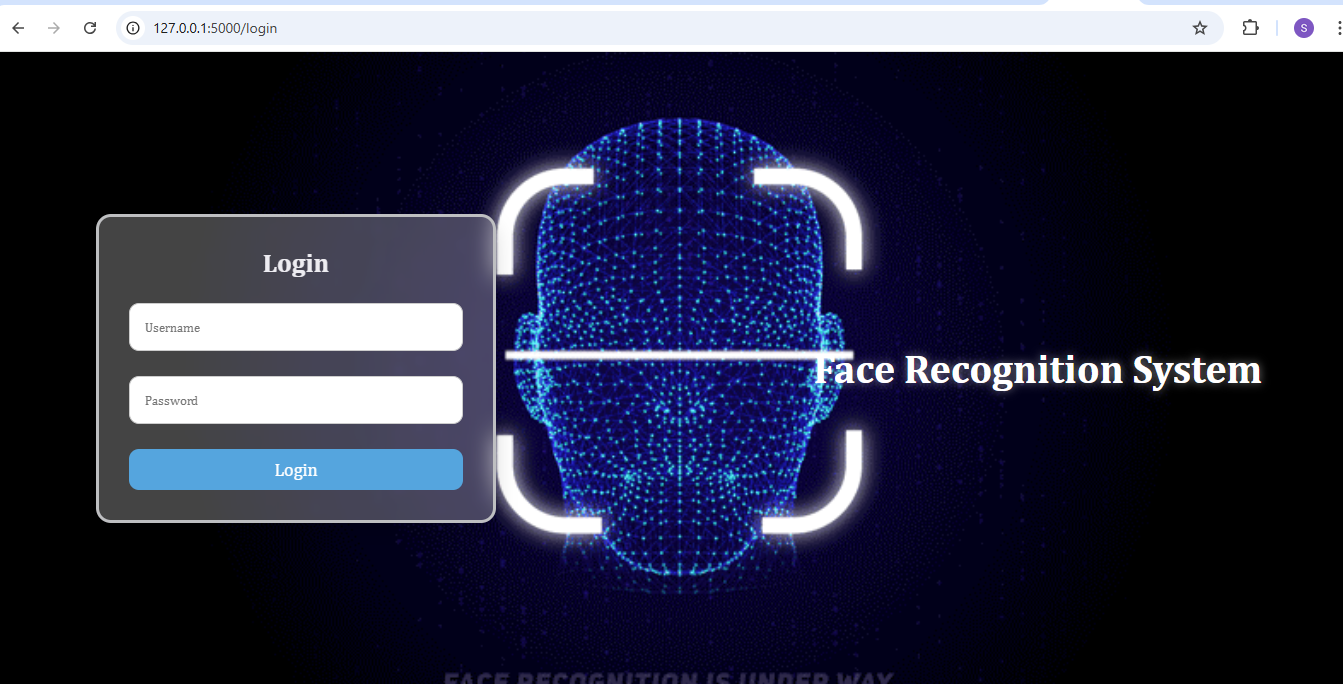 127.0.0.1:5000/login
S
Login
Username
Password
Login
Face Recognition System
FACE RECOGNITION IS UNDER WAY